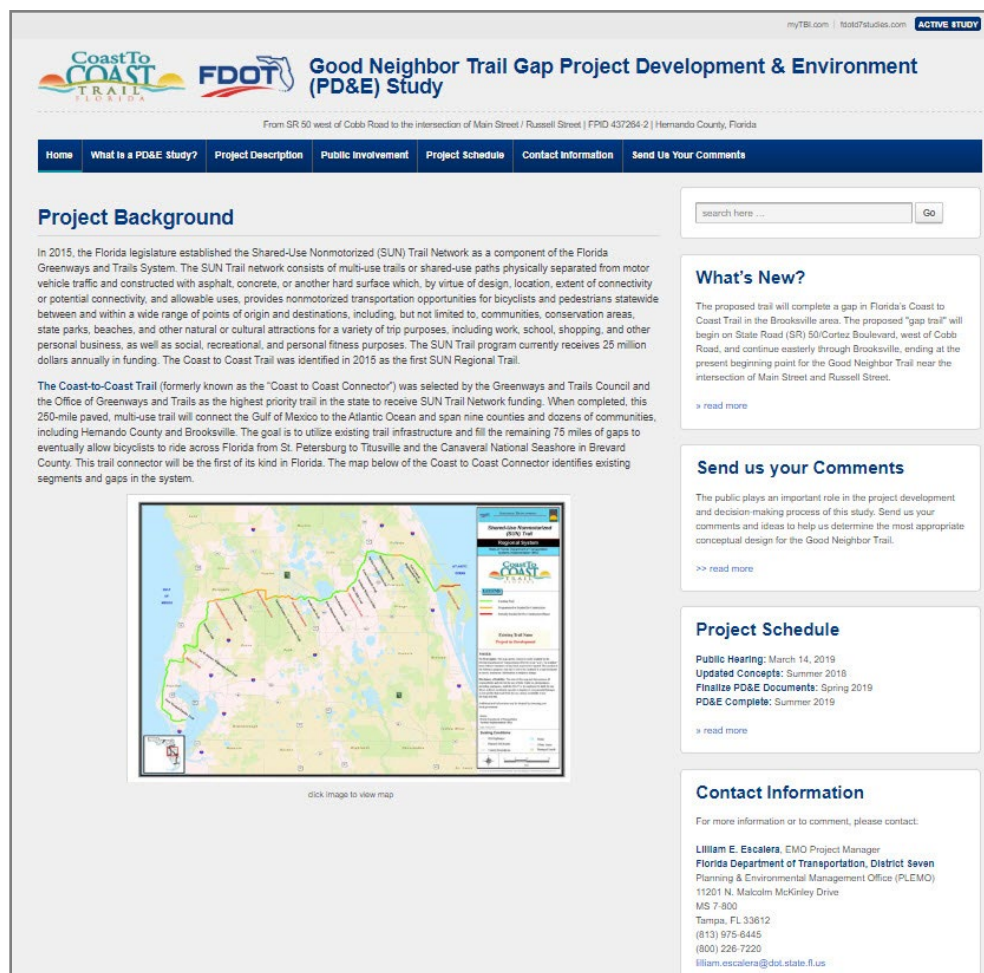 myTBI.com | fdotd7studies.com ACTIVE STUDY
Coast To
COAST
TRAIL
FLORIDA
FDOT
Good Neighbor Trail Gap Project Development & Environment
(PD&E) Study
From SR 50 west of Cobb Road to the intersection of Main Street / Russell Street | FPID 437264-2 | Hernando County, Florida
Home What is a PD&E Study? Project Description Public Involvement Project Schedule Contact Information Send Us Your Comments
Project Background
In 2015, the Florida legislature established the Shared-Use Nonmotorized (SUN) Trail Network as a component of the Florida
Greenways and Trails System. The SUN Trail network consists of multi-use trails or shared-use paths physically separated from motor
vehicle traffic and constructed with asphalt, concrete, or another hard surface which, by virtue of design, location, extent of connectivity
or potential connectivity, and allowable uses, provides nonmotorized transportation opportunities for bicyclists and pedestrians statewide
between and within a wide range of points of origin and destinations, including, but not limited to, communities, conservation areas,
state parks, beaches, and other natural or cultural attractions for a variety of trip purposes, including work, school, shopping, and other
personal business, as well as social, recreational, and personal fitness purposes. The SUN Trail program currently receives 25 million
dollars annually in funding. The Coast to Coast Trail was identified in 2015 as the first SUN Regional Trail.
The Coast-to-Coast Trail (formerly known as the "Coast to Coast Connector") was selected by the Greenways and Trails Council and
the Office of Greenways and Trails as the highest priority trail in the state to receive SUN Trail Network funding. When completed, this
250-mile paved, multi-use trail will connect the Gulf of Mexico to the Atlantic Ocean and span nine counties and dozens of communities,
including Hernando County and Brooksville. The goal is to utilize existing trail infrastructure and fill the remaining 75 miles of gaps to
eventually allow bicyclists to ride across Florida from St. Petersburg to Titusville and the Canaveral National Seashore in Brevard
County. This trail connector will be the first of its kind in Florida. The map below of the Coast to Coast Connector identifies existing
segments and gaps in the system.
Shared-Use Nonmotorized
(SUN) Trail
Regional System
Coast To
COAST
TRAIL
LEGEND
click image to view map
search here ... Go
What's New?
The proposed trail will complete a gap in Florida's Coast to
Coast Trail in the Brooksville area. The proposed "gap trail" will
begin on State Road (SR) 50/Cortez Boulevard, west of Cobb
Road, and continue easterly through Brooksville, ending at the
present beginning point for the Good Neighbor Trail near the
intersection of Main Street and Russell Street.
» read more
Send us your Comments
The public plays an important role in the project development
and decision-making process of this study. Send us your
comments and ideas to help us determine the most appropriate
conceptual design for the Good Neighbor Trail.
>> read more
Project Schedule
Public Hearing: March 14, 2019
Updated Concepts: Summer 2018
Finalize PD&E Documents: Spring 2019
PD&E Complete: Summer 2019
» read more
Contact Information
For more information or to comment, please contact:
Lilliam E. Escalera, EMO Project Manager
Florida Department of Transportation, District Seven
Planning & Environmental Management Office (PLEMO)
11201 N. Malcolm McKinley Drive
MS 7-800
Tampa, FL 33612
(813) 975-6445
(800) 226-7220
lilliam.escalera@dot.state.fl.us